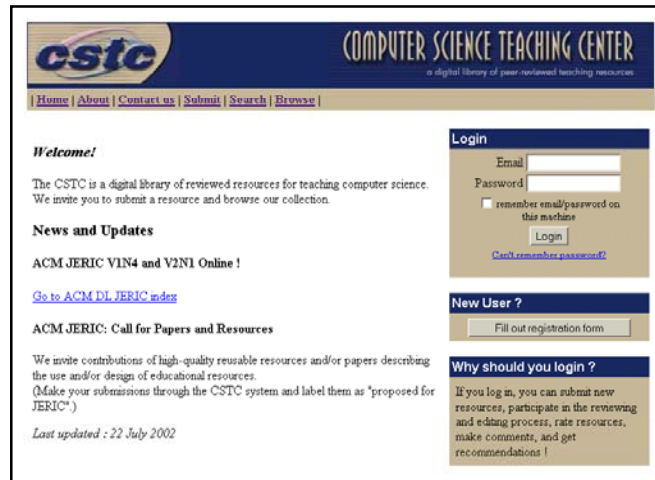 cstc
COMPUTER SCIENCE TEACHING CENTER
a digital library of peer-reviewed teaching resources
| Home | About | Contact us | Submit | Search | Browse |
Welcome!
The CSTC is a digital library of reviewed resources for teaching computer science.
We invite you to submit a resource and browse our collection.
News and Updates
ACM JERIC V1N4 and V2N1 Online !
Go to ACM DL JERIC index
ACM JERIC: Call for Papers and Resources
We invite contributions of high-quality reusable resources and/or papers describing
the use and/or design of educational resources.
(Make your submissions through the CSTC system and label them as "proposed for
JERIC".)
Last updated : 22 July 2002
Login
Email
Password
remember email/password on
this machine
Login
Can't remember password?
New User ?
Fill out registration form
Why should you login ?
If you log in, you can submit new
resources, participate in the reviewing
and editing process, rate resources,
make comments, and get
recommendations !